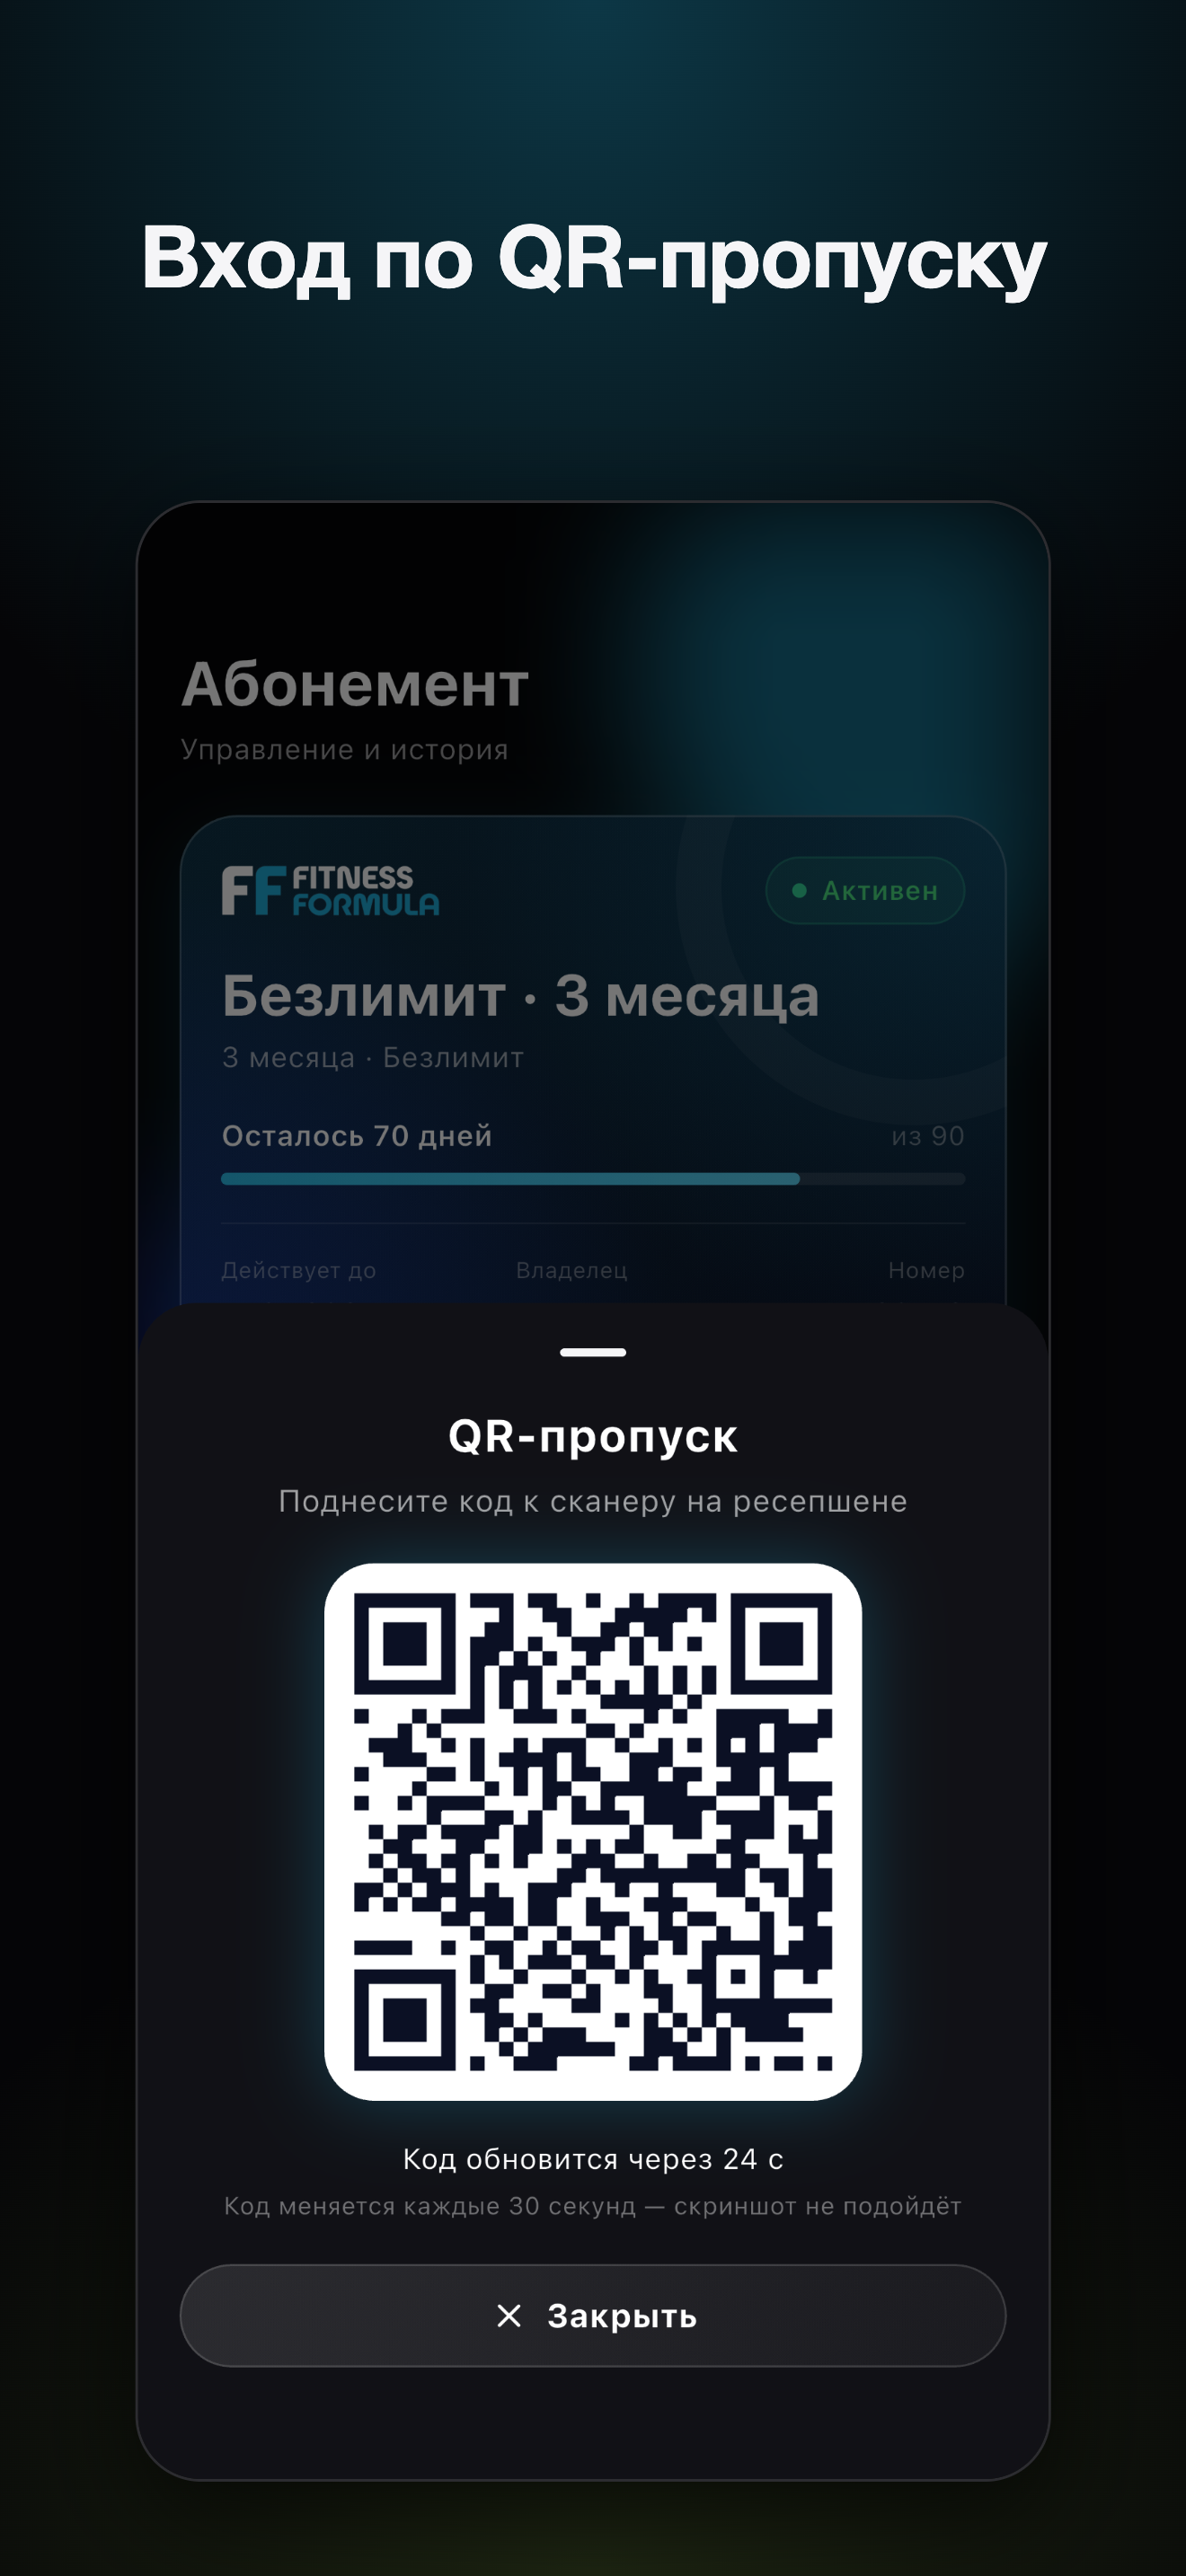 Вход по QR-пропуску
Абонемент
Управление и история
FF FITNESS
FORMULA
Активен
Безлимит · 3 месяца
3 месяца · Безлимит
Осталось 70 дней
из 90
Действует до
Владелец
Номер
QR-пропуск
Поднесите код к сканеру на ресепшене
Код обновится через 24 с
Код меняется каждые 30 секунд — скриншот не подойдёт
Закрыть